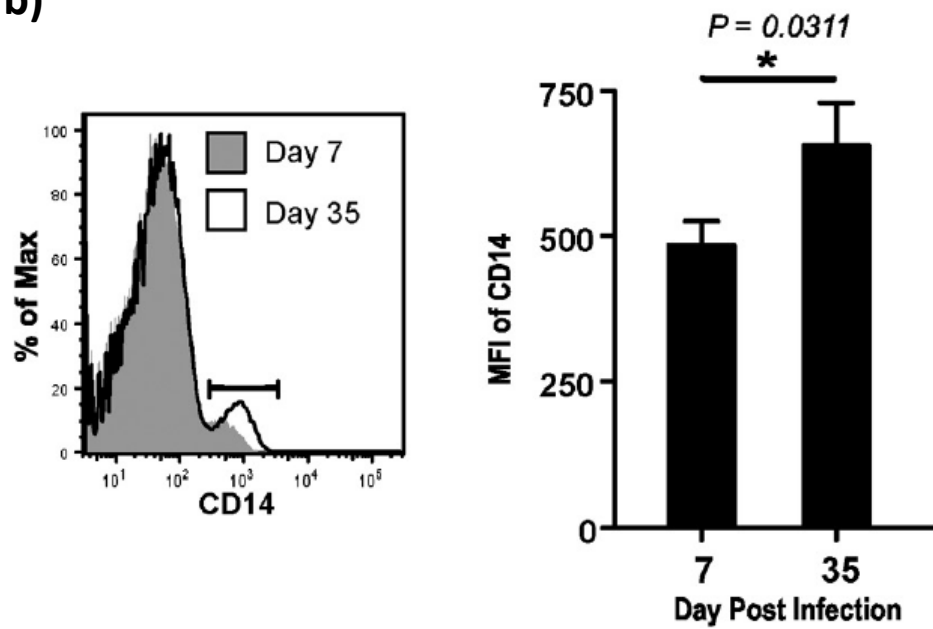 b)
P = 0.0311
*
% of Max
100
80
60
40
20
0
Day 7
Day 35
10¹ 10² 10³ 10⁴ 10⁵
CD14
MFI of CD14
750
500
250
0
7 35
Day Post Infection